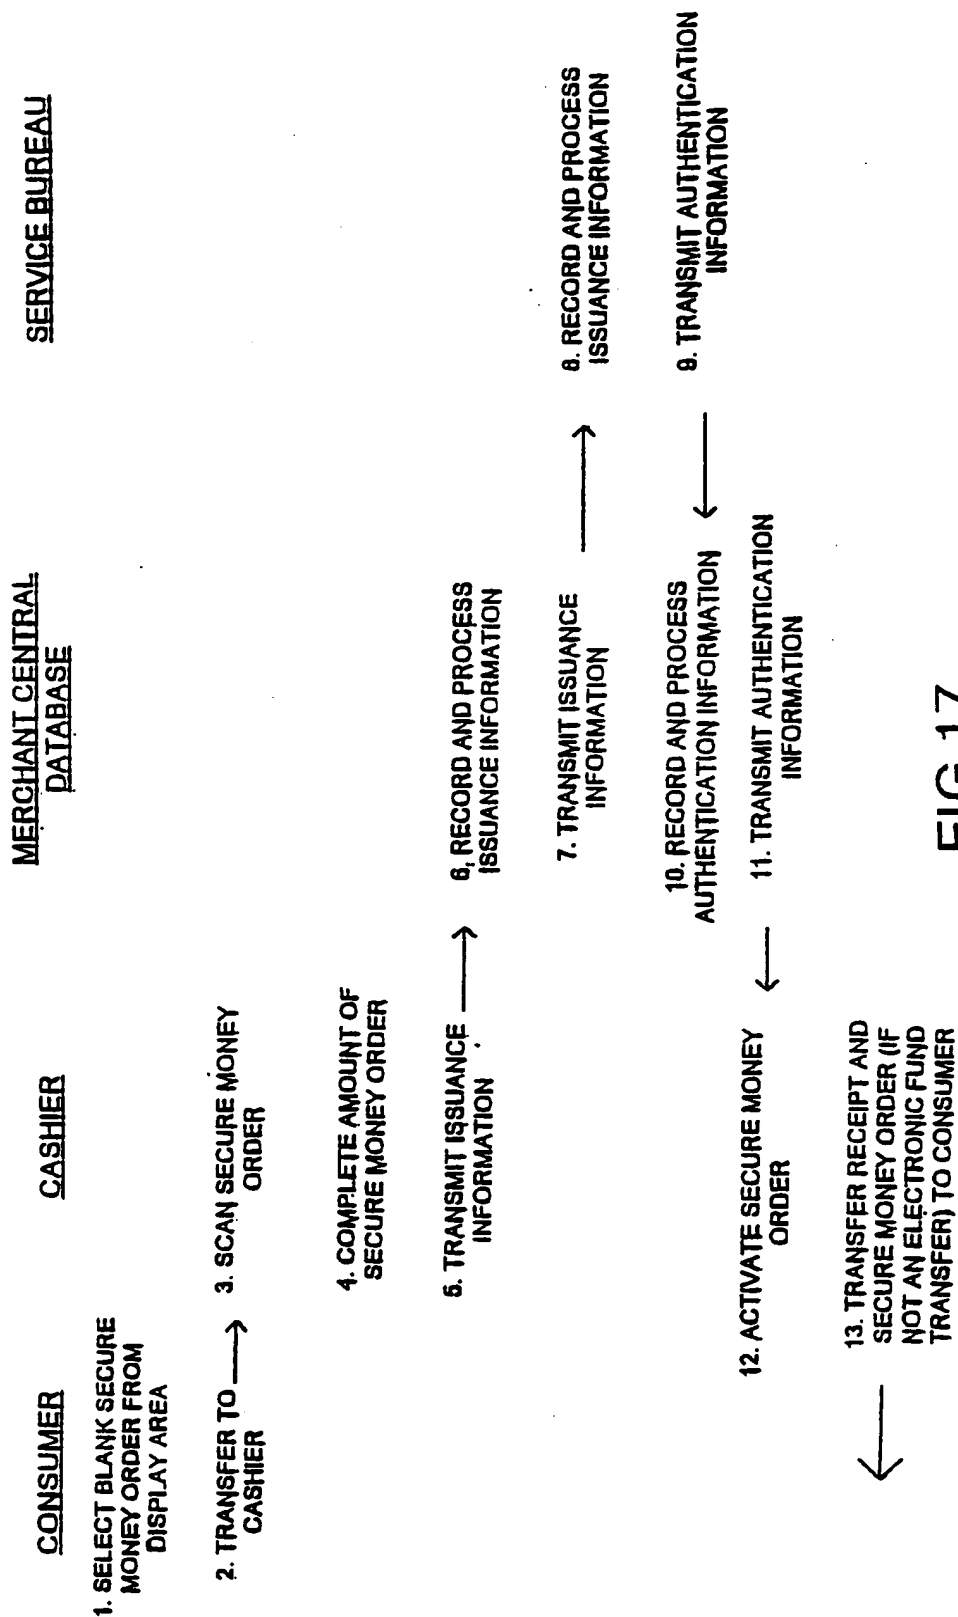 CONSUMER
CASHIER
MERCHANT CENTRAL
DATABASE
SERVICE BUREAU
1. SELECT BLANK SECURE
MONEY ORDER FROM
DISPLAY AREA
2. TRANSFER TO
CASHIER
3. SCAN SECURE MONEY
ORDER
4. COMPLETE AMOUNT OF
SECURE MONEY ORDER
5. TRANSMIT ISSUANCE
INFORMATION
6. RECORD AND PROCESS
ISSUANCE INFORMATION
7. TRANSMIT ISSUANCE
INFORMATION
8. RECORD AND PROCESS
ISSUANCE INFORMATION
9. TRANSMIT AUTHENTICATION
INFORMATION
10. RECORD AND PROCESS
AUTHENTICATION INFORMATION
11. TRANSMIT AUTHENTICATION
INFORMATION
12. ACTIVATE SECURE MONEY
ORDER
13. TRANSFER RECEIPT AND
SECURE MONEY ORDER (IF
NOT AN ELECTRONIC FUND
TRANSFER) TO CONSUMER
FIG 17